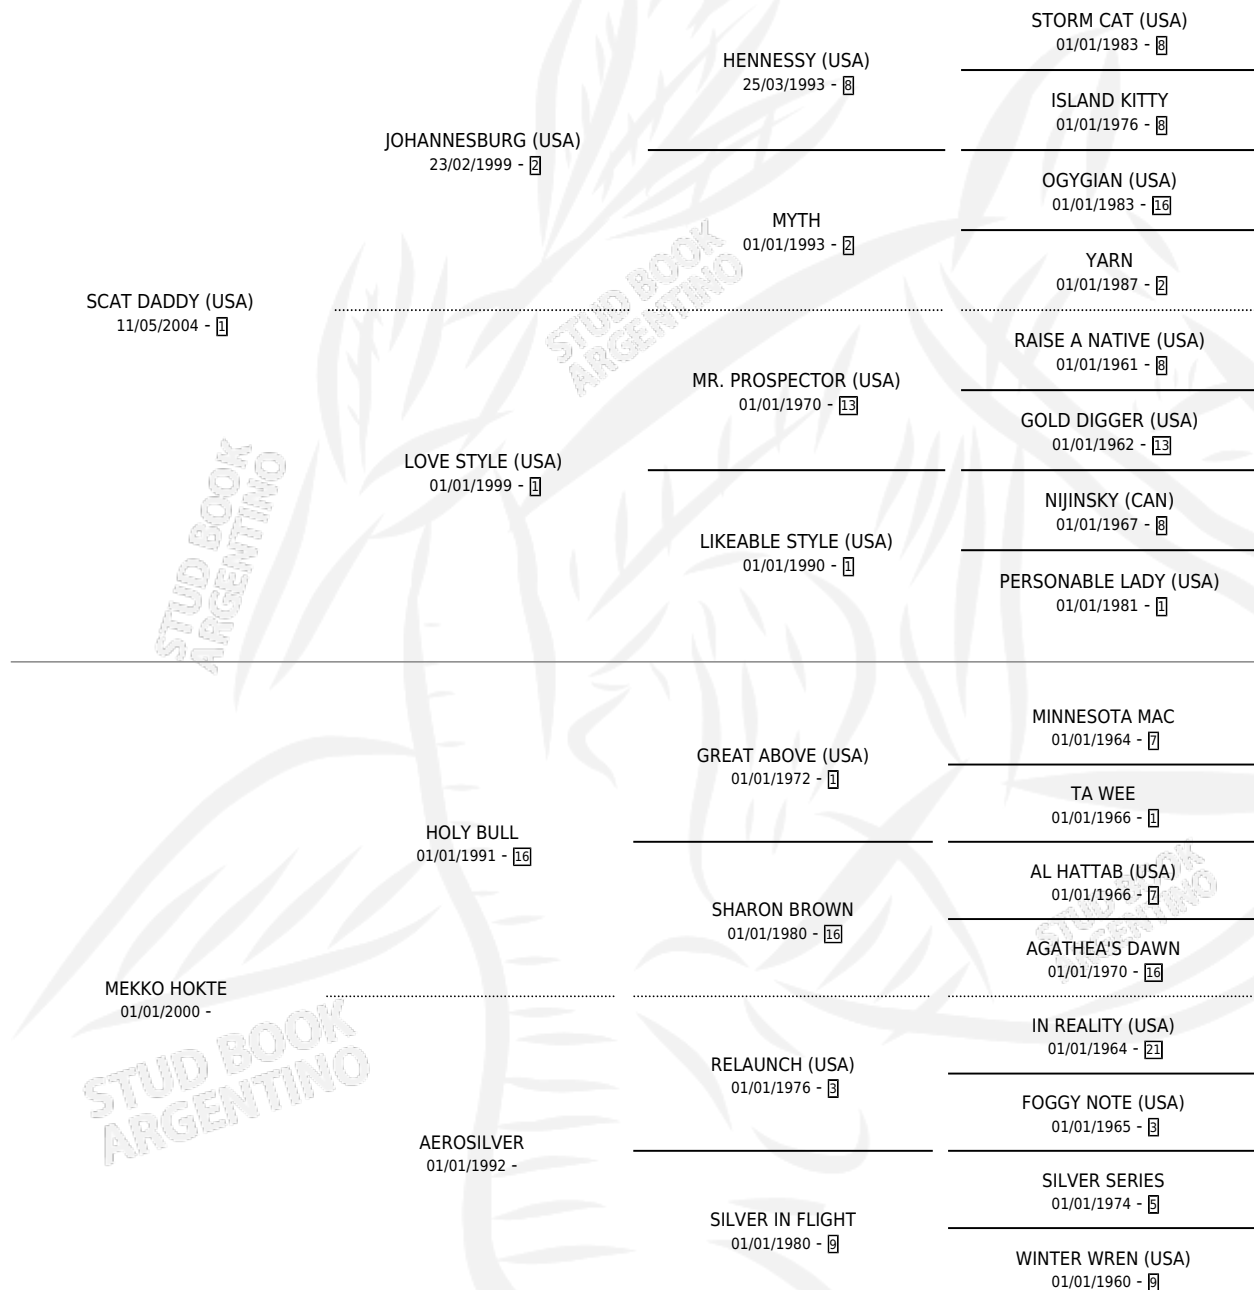 STORM CAT (USA)
01/01/1983 - 8
HENNESSY (USA)
25/03/1993 - 8
ISLAND KITTY
01/01/1976 - 8
JOHANNESBURG (USA)
23/02/1999 - 2
OGYGIAN (USA)
01/01/1983 - 16
MYTH
01/01/1993 - 2
YARN
01/01/1987 - 2
SCAT DADDY (USA)
11/05/2004 - 1
RAISE A NATIVE (USA)
01/01/1961 - 8
MR. PROSPECTOR (USA)
01/01/1970 - 13
GOLD DIGGER (USA)
01/01/1962 - 13
LOVE STYLE (USA)
01/01/1999 - 1
NIJINSKY (CAN)
01/01/1967 - 8
LIKEABLE STYLE (USA)
01/01/1990 - 1
PERSONABLE LADY (USA)
01/01/1981 - 1
MINNESOTA MAC
01/01/1964 - 7
GREAT ABOVE (USA)
01/01/1972 - 1
TA WEE
01/01/1966 - 1
HOLY BULL
01/01/1991 - 16
AL HATTAB (USA)
01/01/1966 - 7
SHARON BROWN
01/01/1980 - 16
AGATHEA'S DAWN
01/01/1970 - 16
MEKKO HOKTE
01/01/2000 -
IN REALITY (USA)
01/01/1964 - 21
RELAUNCH (USA)
01/01/1976 - 3
FOGGY NOTE (USA)
01/01/1965 - 3
AEROSILVER
01/01/1992 -
SILVER SERIES
01/01/1974 - 5
SILVER IN FLIGHT
01/01/1980 - 9
WINTER WREN (USA)
01/01/1960 - 9
STUD BOOK
ARGENTINO
STUD BOOK
ARGENTINO
STUD BOOK
ARGENTINO
STUD BOOK
ARGENTINO